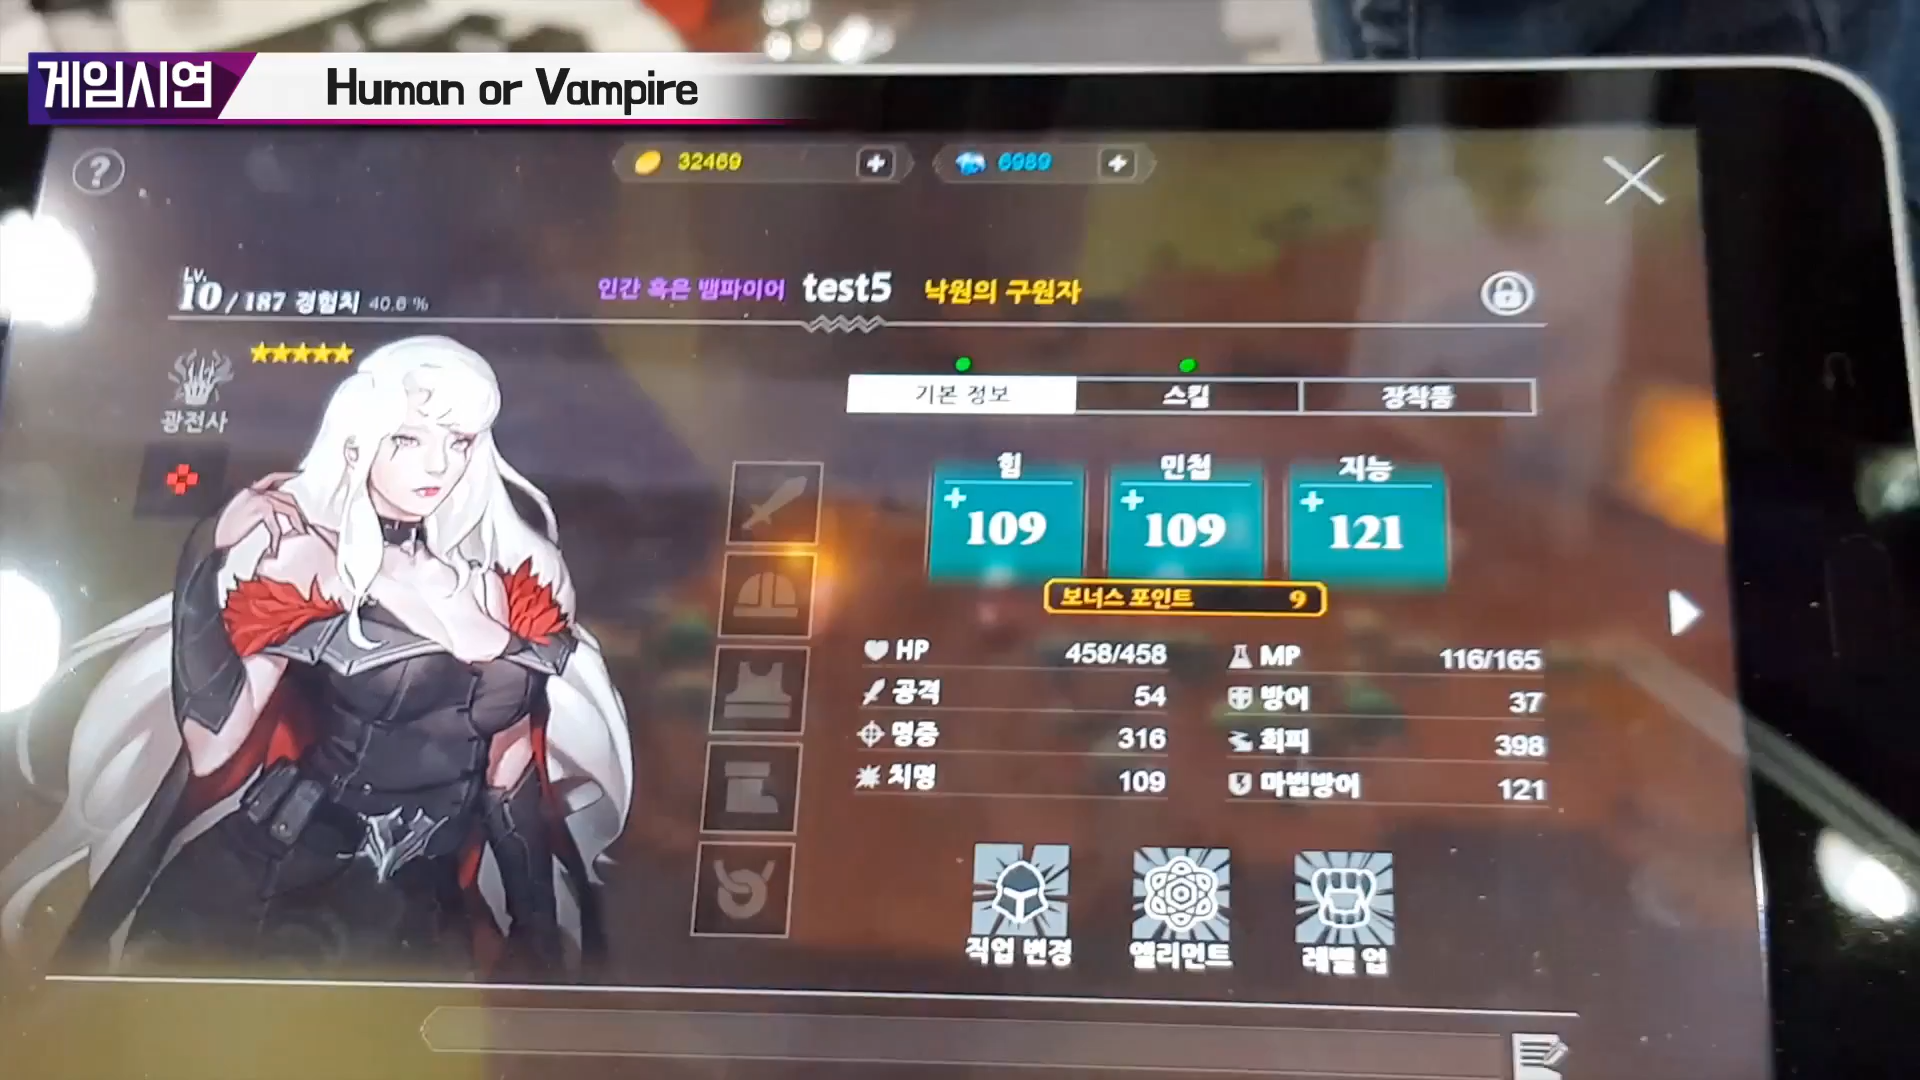 게임시연
Human or Vampire
?
32469 +
6989 +
LV.
10 / 187 경험치 40.6 %
인간 혹은 뱀파이어 test5 낙원의 구원자
광전사
기본 정보
스킬
장착품
힘
민첩
지능
+ 109
+ 109
+ 121
보너스 포인트 9
HP 458/458
MP 116/165
공격 54
방어 37
명중 316
회피 398
치명 109
마법방어 121
직업 변경
엘리먼트
레벨 업